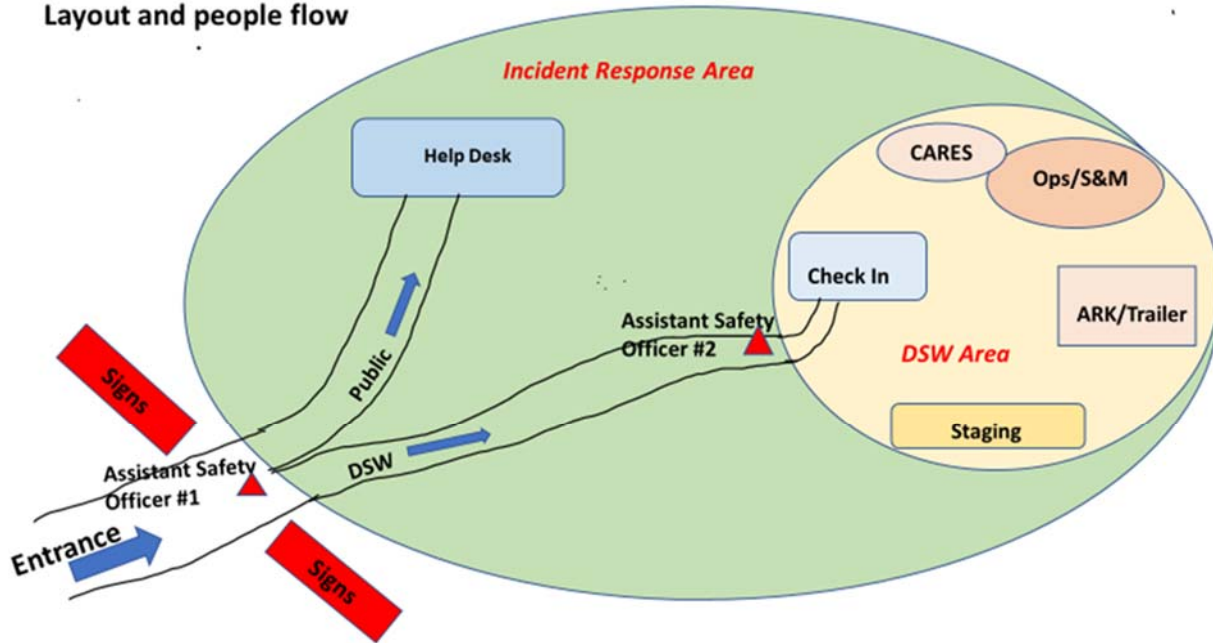 Layout and people flow
Incident Response Area
Help Desk
CARES
Ops/S&M
Check In
ARK/Trailer
Assistant Safety
Officer #2
DSW Area
Staging
Public
Signs
DSW
Assistant Safety
Officer #1
Entrance
Signs